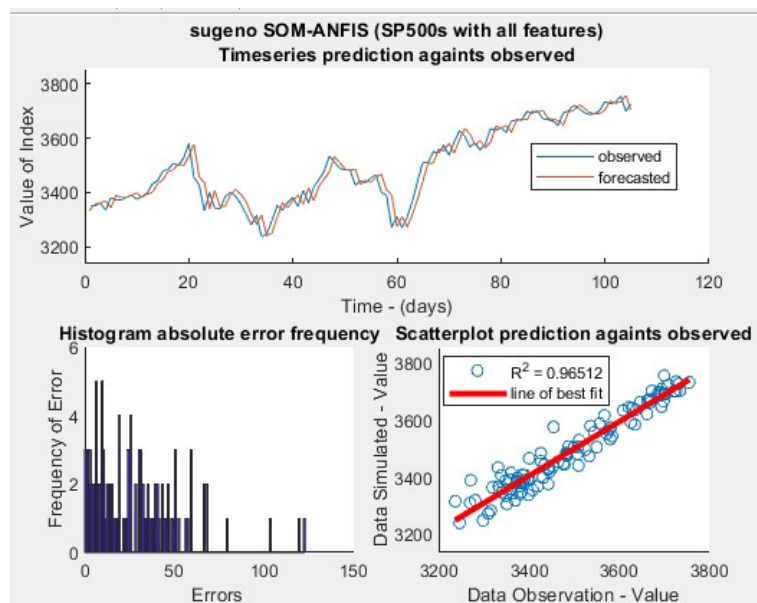 sugeno SOM-ANFIS (SP500s with all features)
Timeseries prediction againts observed
3800
3600
3400
3200
Value of Index
observed
forecasted
0 20 40 60 80 100 120
Time - (days)
Histogram absolute error frequency
6
4
2
0
Frequency of Error
0 50 100 150
Errors
Scatterplot prediction againts observed
3800
3600
3400
3200
Data Simulated - Value
R² = 0.96512
line of best fit
3200 3400 3600 3800
Data Observation - Value